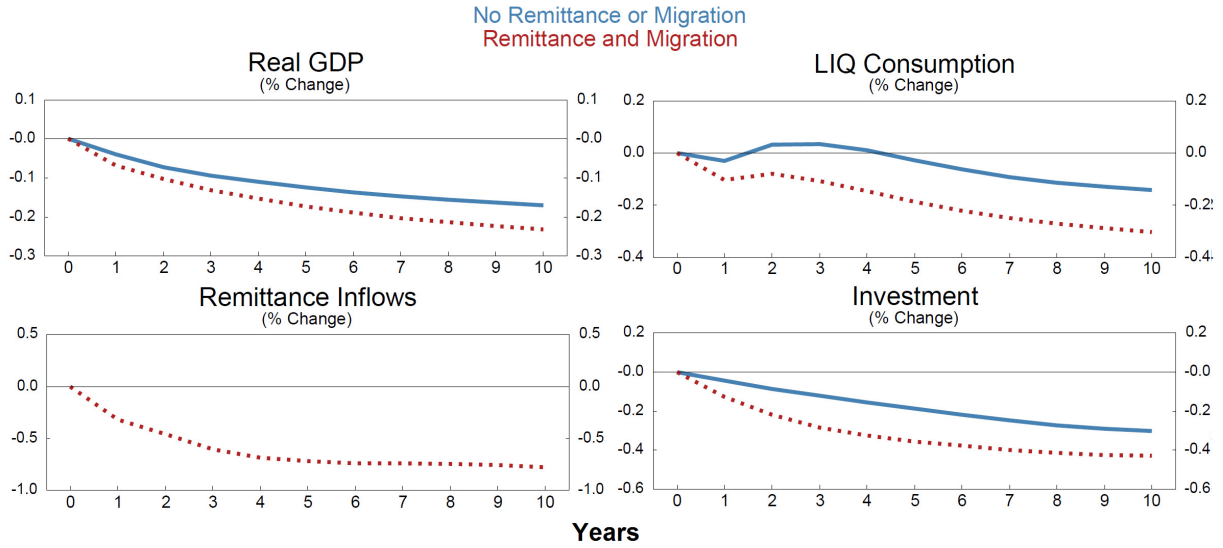 No Remittance or Migration
Remittance and Migration
Real GDP
(% Change)
0.1 0.1
-0.0 -0.0
-0.1 -0.1
-0.2 -0.2
-0.3 -0.3
0 1 2 3 4 5 6 7 8 9 10
LIQ Consumption
(% Change)
0.2 0.2
0.0 0.0
-0.2 -0.2
-0.4 -0.4
0 1 2 3 4 5 6 7 8 9 10
Remittance Inflows
(% Change)
0.5 0.5
0.0 0.0
-0.5 -0.5
-1.0 -1.0
0 1 2 3 4 5 6 7 8 9 10
Investment
(% Change)
0.2 0.2
-0.0 -0.0
-0.2 -0.2
-0.4 -0.4
-0.6 -0.6
0 1 2 3 4 5 6 7 8 9 10
Years